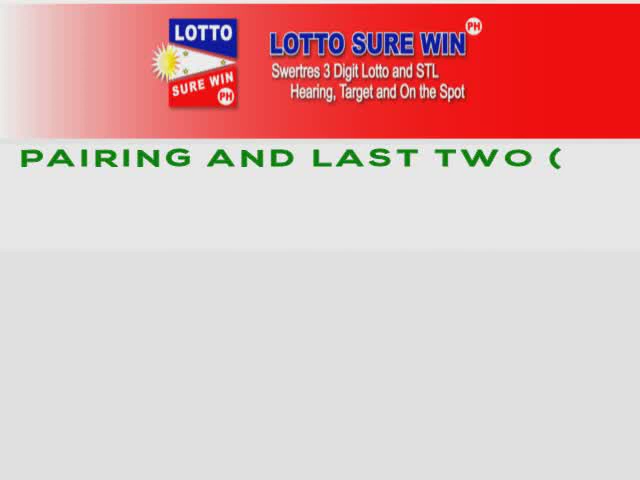 LOTTO
SURE WIN
PH
LOTTO SURE WIN PH
Swertres 3 Digit Lotto and STL
Hearing, Target and On the Spot
PAIRING AND LAST TWO (